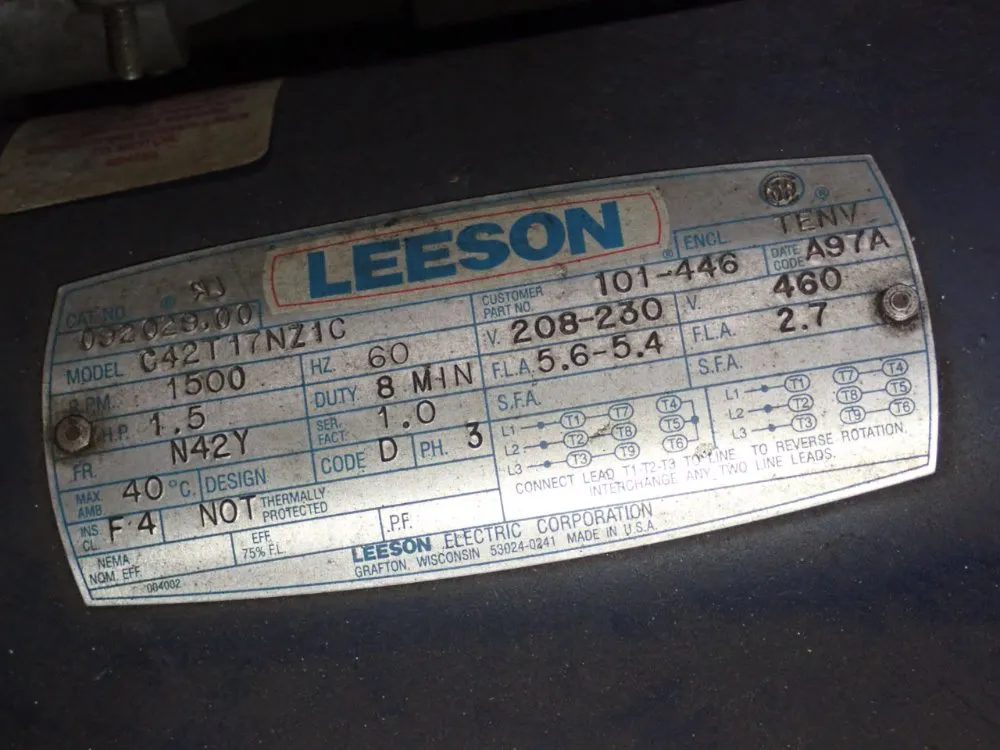 LEESON
ENGL. TENV
CAT. NO. 092029.00
CUSTOMER PART NO. 101-446
DATE CODE A97A
MODEL C42T17NZ1C
R.P.M. 1500
HZ. 60
V. 208-230
V. 460
H.P. 1.5
DUTY 8 MIN
F.L.A. 5.6-5.4
F.L.A. 2.7
FR. N42Y
SER. FACT. 1.0
S.F.A.
S.F.A.
MAX. AMB. 40 °C.
DESIGN
CODE D
PH. 3
L1 T1 T7 T4
L2 T2 T8 T5
L3 T3 T9 T6
L1 T1 T7 T4
L2 T2 T8 T5
L3 T3 T9 T6
CONNECT LEAD T1-T2-T3 TO LINE TO REVERSE ROTATION,
INTERCHANGE ANY TWO LINE LEADS.
INS. CL. F 4
NOT THERMALLY PROTECTED
NEMA NOM. EFF.
EFF. 75% F.L.
P.F.
LEESON ELECTRIC CORPORATION
GRAFTON, WISCONSIN 53024-0241 MADE IN U.S.A.
004002